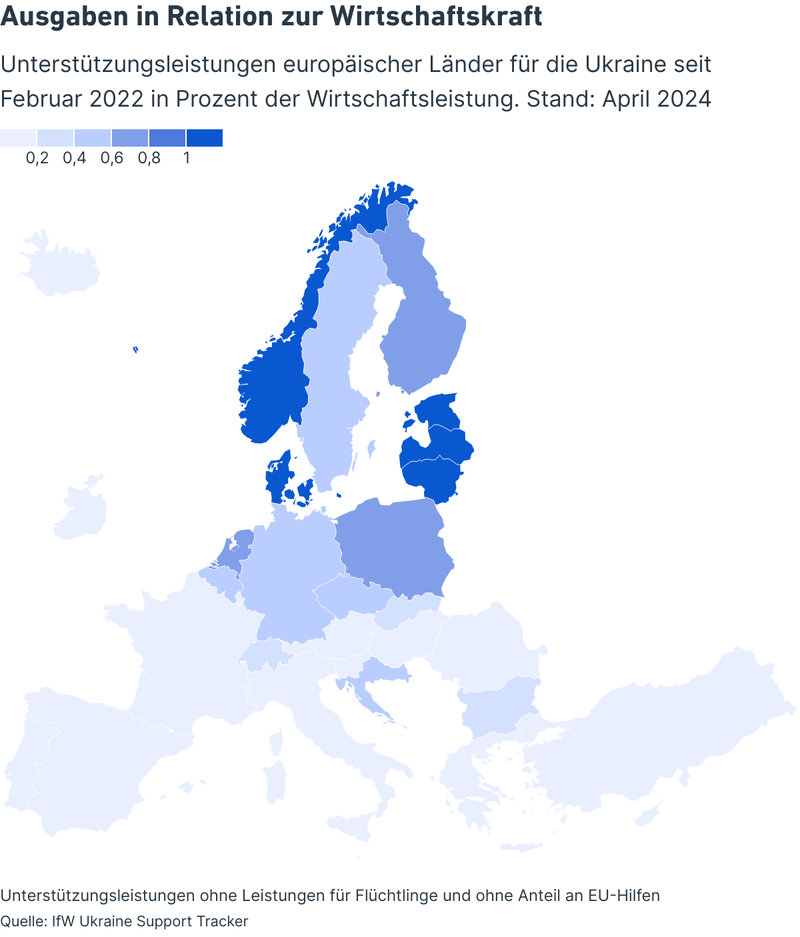 Ausgaben in Relation zur Wirtschaftskraft
Unterstützungsleistungen europäischer Länder für die Ukraine seit
Februar 2022 in Prozent der Wirtschaftsleistung. Stand: April 2024
0,2 0,4 0,6 0,8 1
Unterstützungsleistungen ohne Leistungen für Flüchtlinge und ohne Anteil an EU-Hilfen
Quelle: IfW Ukraine Support Tracker